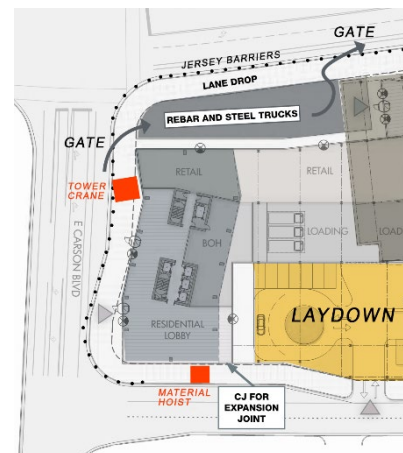 GATE
JERSEY BARRIERS
LANE DROP
REBAR AND STEEL TRUCKS
GATE
RETAIL
RETAIL
TOWER
CRANE
E CARSON BLVD
BOH
LOADING
LOAD
RESIDENTIAL
LOBBY
LAYDOWN
MATERIAL
HOIST
CJ FOR
EXPANSION
JOINT